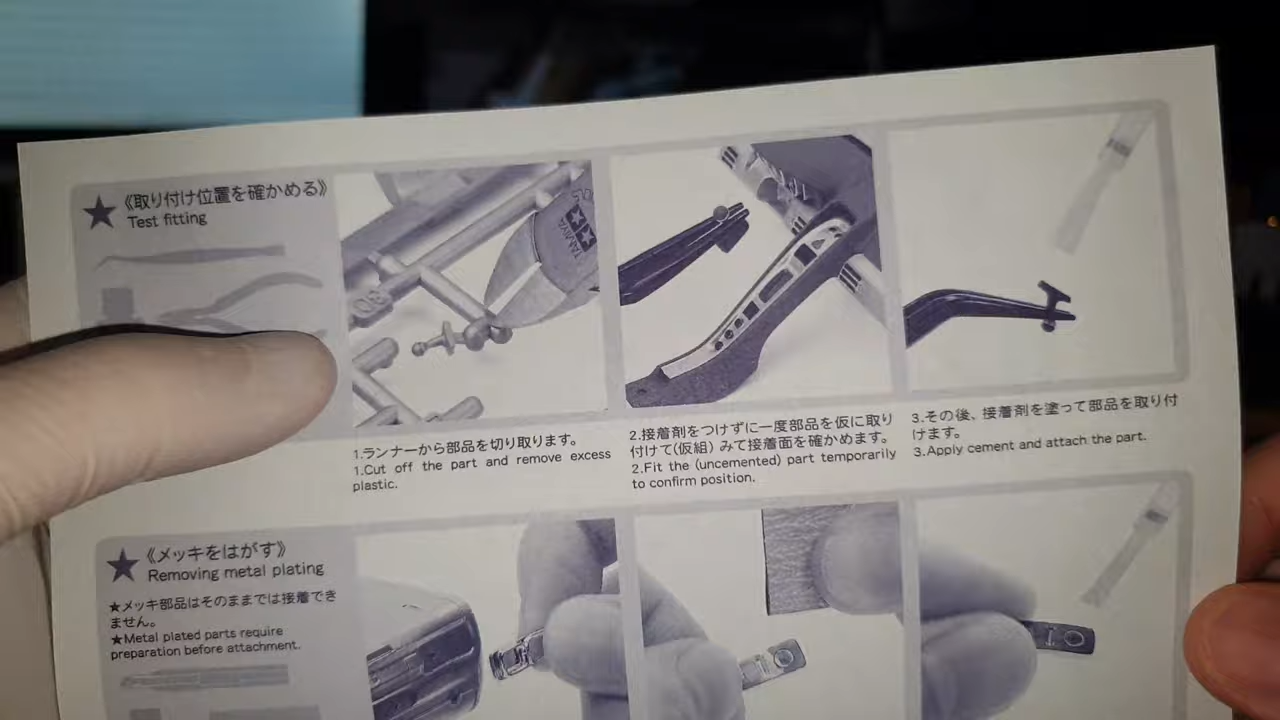 ★《取り付け位置を確かめる》
Test fitting
TAMIYA
1.ランナーから部品を切り取ります。
1.Cut off the part and remove excess
plastic.
2.接着剤をつけずに一度部品を仮に取り
付けて(仮組) みて接着面を確かめます。
2.Fit the (uncemented) part temporarily
to confirm position.
3.その後、接着剤を塗って部品を取り付
けます。
3.Apply cement and attach the part.
★《メッキをはがす》
Removing metal plating
★メッキ部品はそのままでは接着でき
ません。
★Metal plated parts require
preparation before attachment.